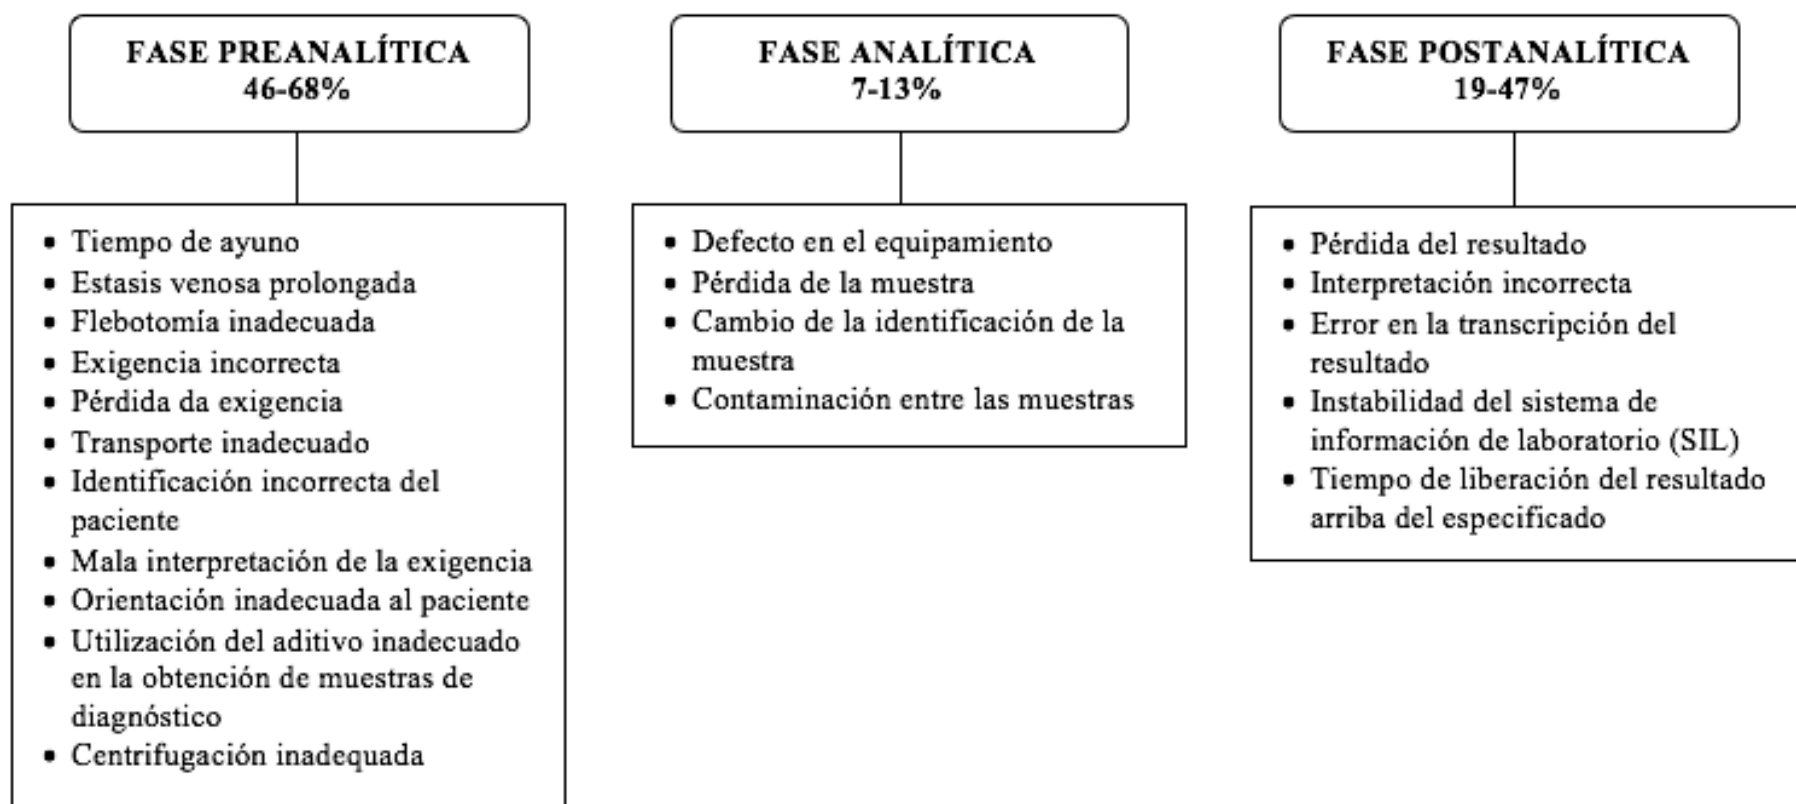 FASE PREANALÍTICA
46-68%
• Tiempo de ayuno
• Estasis venosa prolongada
• Flebotomía inadecuada
• Exigencia incorrecta
• Pérdida da exigencia
• Transporte inadecuado
• Identificación incorrecta del
paciente
• Mala interpretación de la exigencia
• Orientación inadecuada al paciente
• Utilización del aditivo inadecuado
en la obtención de muestras de
diagnóstico
• Centrifugación inadequada
FASE ANALÍTICA
7-13%
• Defecto en el equipamiento
• Pérdida de la muestra
• Cambio de la identificación de la
muestra
• Contaminación entre las muestras
FASE POSTANALÍTICA
19-47%
• Pérdida del resultado
• Interpretación incorrecta
• Error en la transcripción del
resultado
• Instabilidad del sistema de
información de laboratorio (SIL)
• Tiempo de liberación del resultado
arriba del especificado